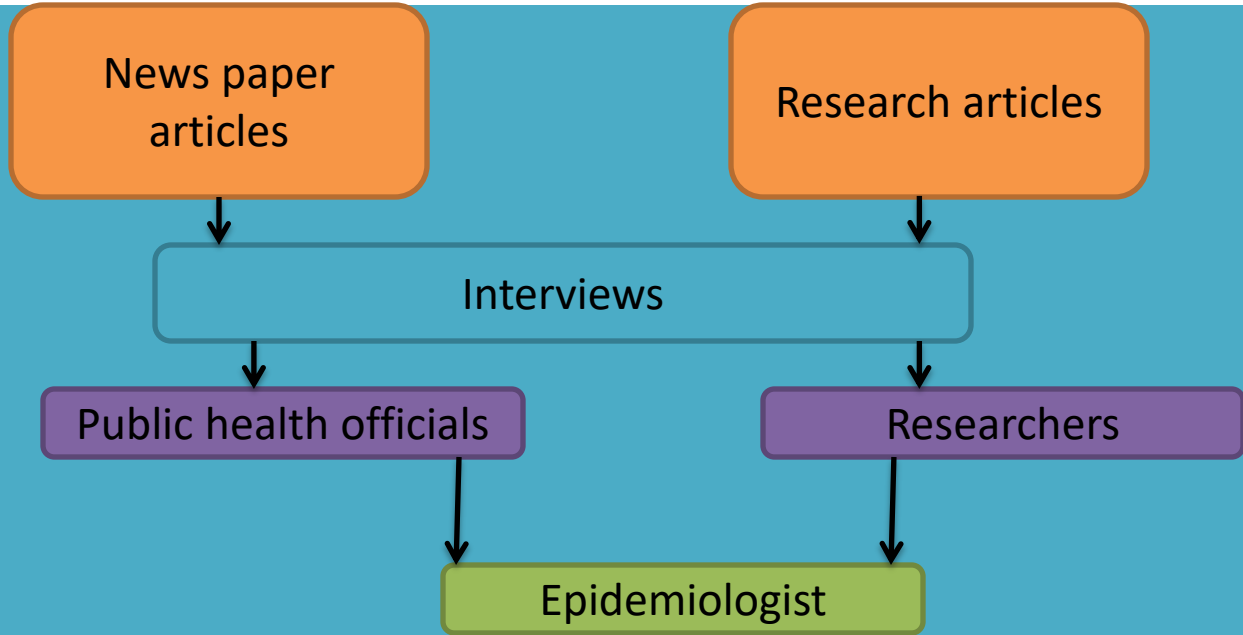 News paper
articles
Research articles
Interviews
Public health officials
Researchers
Epidemiologist